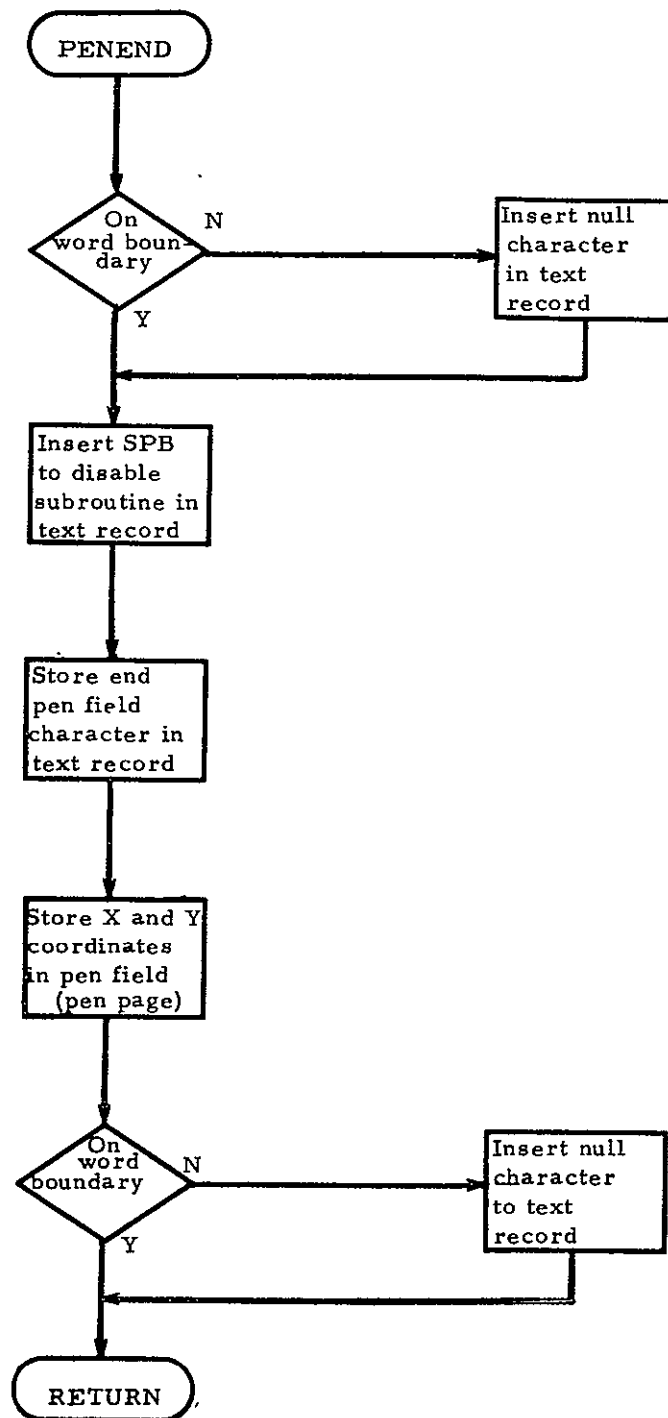 PENEND
On
word boun-
dary
N
Y
Insert null
character
in text
record
Insert SPB
to disable
subroutine in
text record
Store end
pen field
character in
text record
Store X and Y
coordinates
in pen field
(pen page)
On
word
boundary
N
Y
Insert null
character
to text
record
RETURN